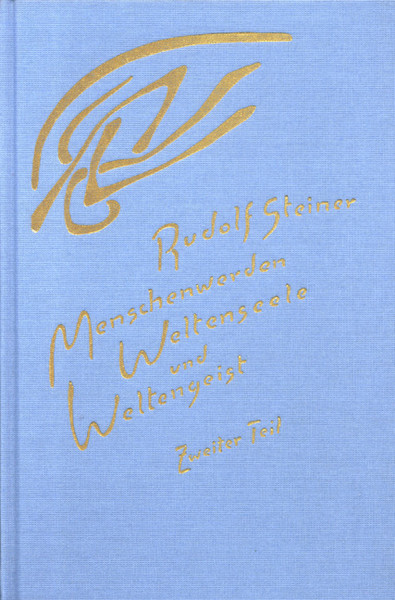 Rudolf Steiner
Menschenwerden
Weltenseele
und
Weltengeist
Zweiter Teil